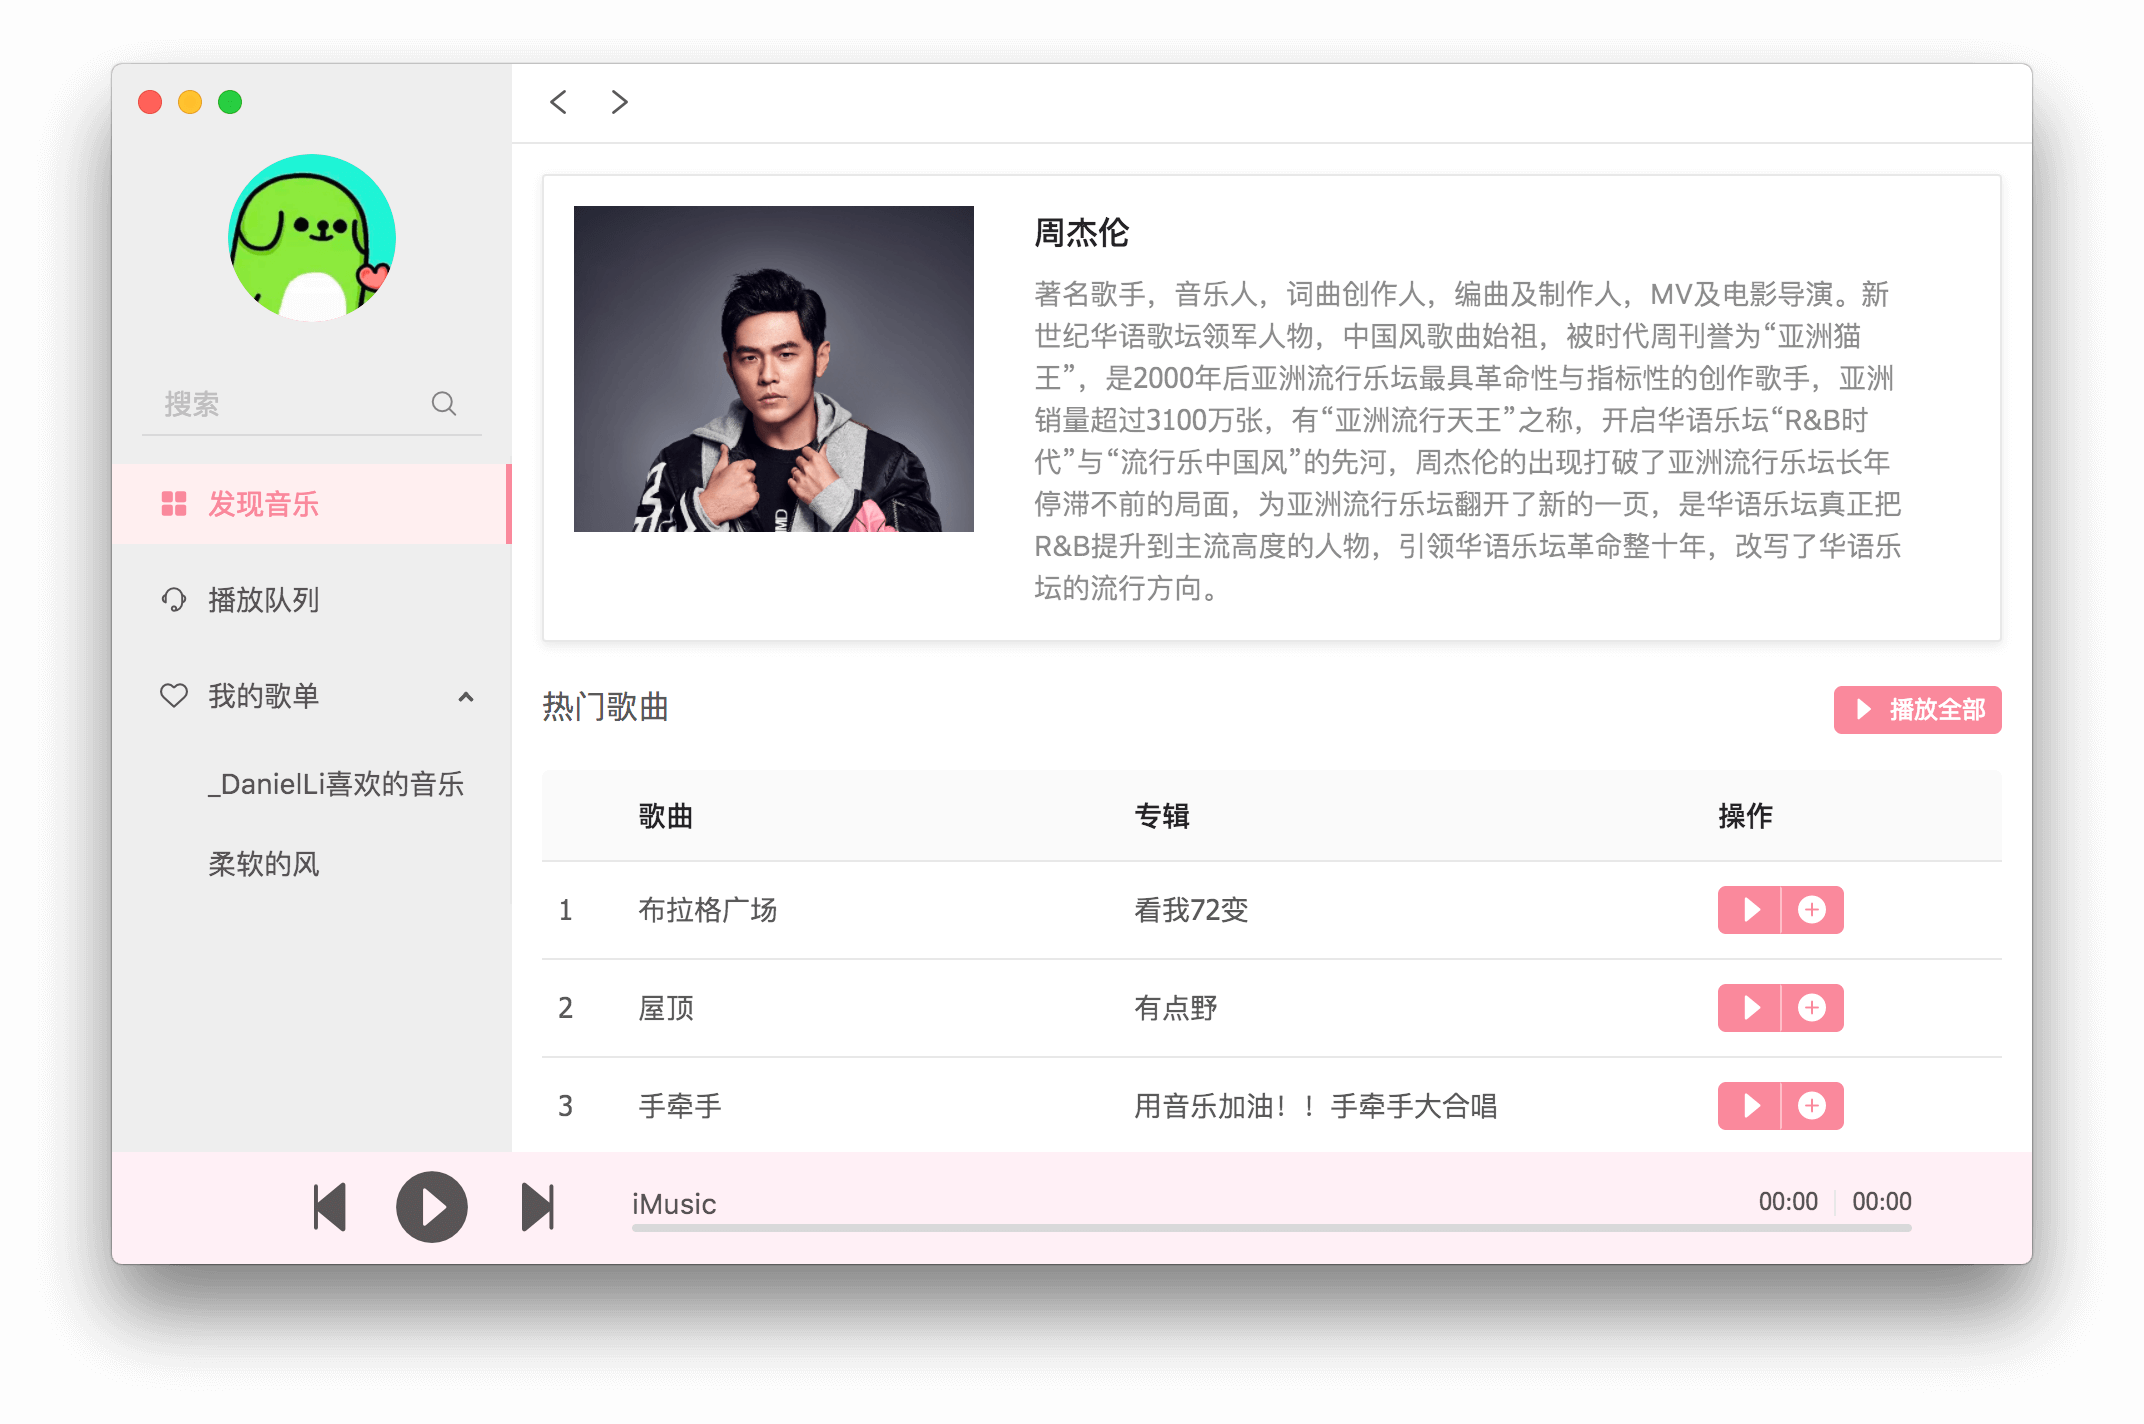 搜索
发现音乐
播放队列
我的歌单
_DanielLi喜欢的音乐
柔软的风
周杰伦
著名歌手，音乐人，词曲创作人，编曲及制作人，MV及电影导演。新
世纪华语歌坛领军人物，中国风歌曲始祖，被时代周刊誉为“亚洲猫
王”，是2000年后亚洲流行乐坛最具革命性与指标性的创作歌手，亚洲
销量超过3100万张，有“亚洲流行天王”之称，开启华语乐坛“R&B时
代”与“流行乐中国风”的先河，周杰伦的出现打破了亚洲流行乐坛长年
停滞不前的局面，为亚洲流行乐坛翻开了新的一页，是华语乐坛真正把
R&B提升到主流高度的人物，引领华语乐坛革命整十年，改写了华语乐
坛的流行方向。
热门歌曲
播放全部
歌曲 专辑 操作
1 布拉格广场 看我72变
2 屋顶 有点野
3 手牵手 用音乐加油！！手牵手大合唱
iMusic
00:00 00:00